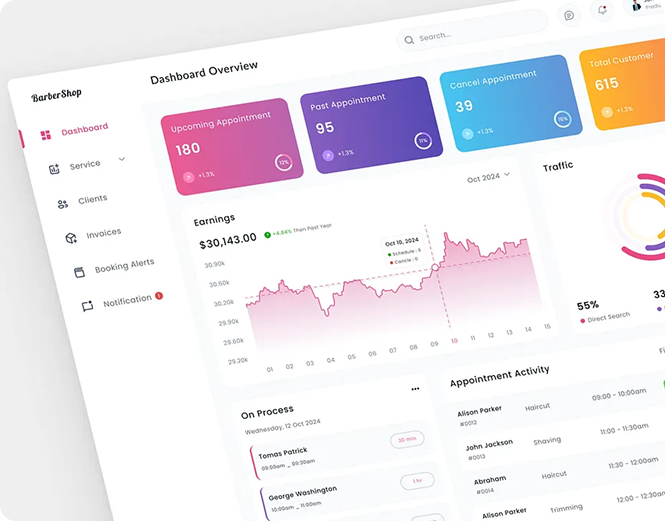 BarberShop
Dashboard
Service
Clients
Invoices
Booking Alerts
Notification 1
Dashboard Overview
Search...
Upcoming Appointment
180
+1.3%
12%
Past Appointment
95
+1.3%
11%
Cancel Appointment
39
+1.3%
Total Customer
615
+1.3%
Earnings
Oct 2024
$30,143.00
+4.84% Then Past Year
Oct 10, 2024
Schedule : 5
Cancle : 0
30.90k
30.60k
30.20k
29.90k
29.60k
29.20k
01 02 03 04 05 06 07 08 09 10 11 12 13 14 15
Traffic
55%
Direct Search
33
On Process
Wednesday, 12 Oct 2024
Tomas Patrick
09:00am _ 09:30am
30 min
George Washington
10:00am _ 11:00am
1 hr
Appointment Activity
Fi
Alison Parker
#0012
Haircut
09:00 - 10:00am
John Jackson
#0013
Shaving
11:00 - 11:30am
Abraham
#0014
Haircut
11:30 - 12:00am
Alison Parker
Trimming
12:00 - 12:30am